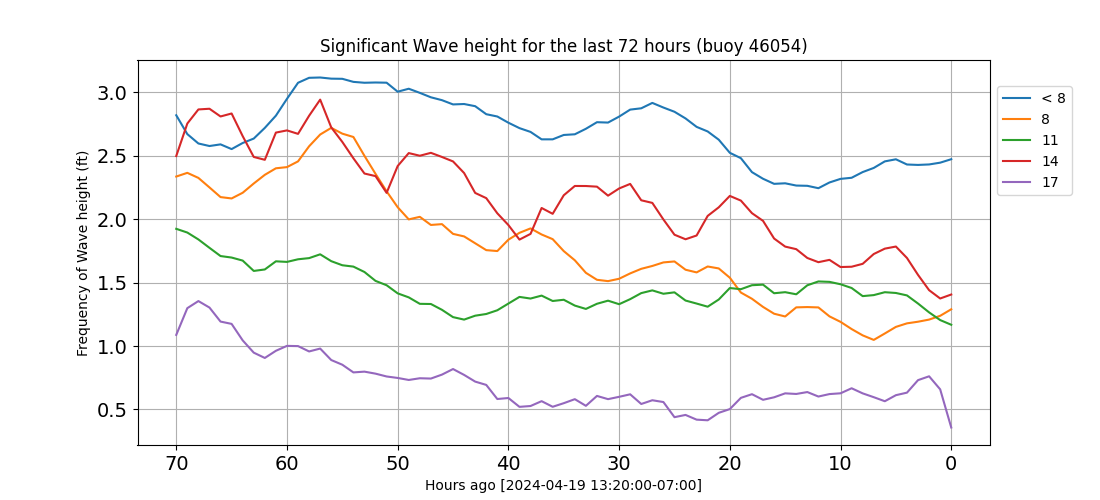 Significant Wave height for the last 72 hours (buoy 46054)
Frequency of Wave height (ft)
3.0
2.5
2.0
1.5
1.0
0.5
70 60 50 40 30 20 10 0
Hours ago [2024-04-19 13:20:00-07:00]
< 8
8
11
14
17